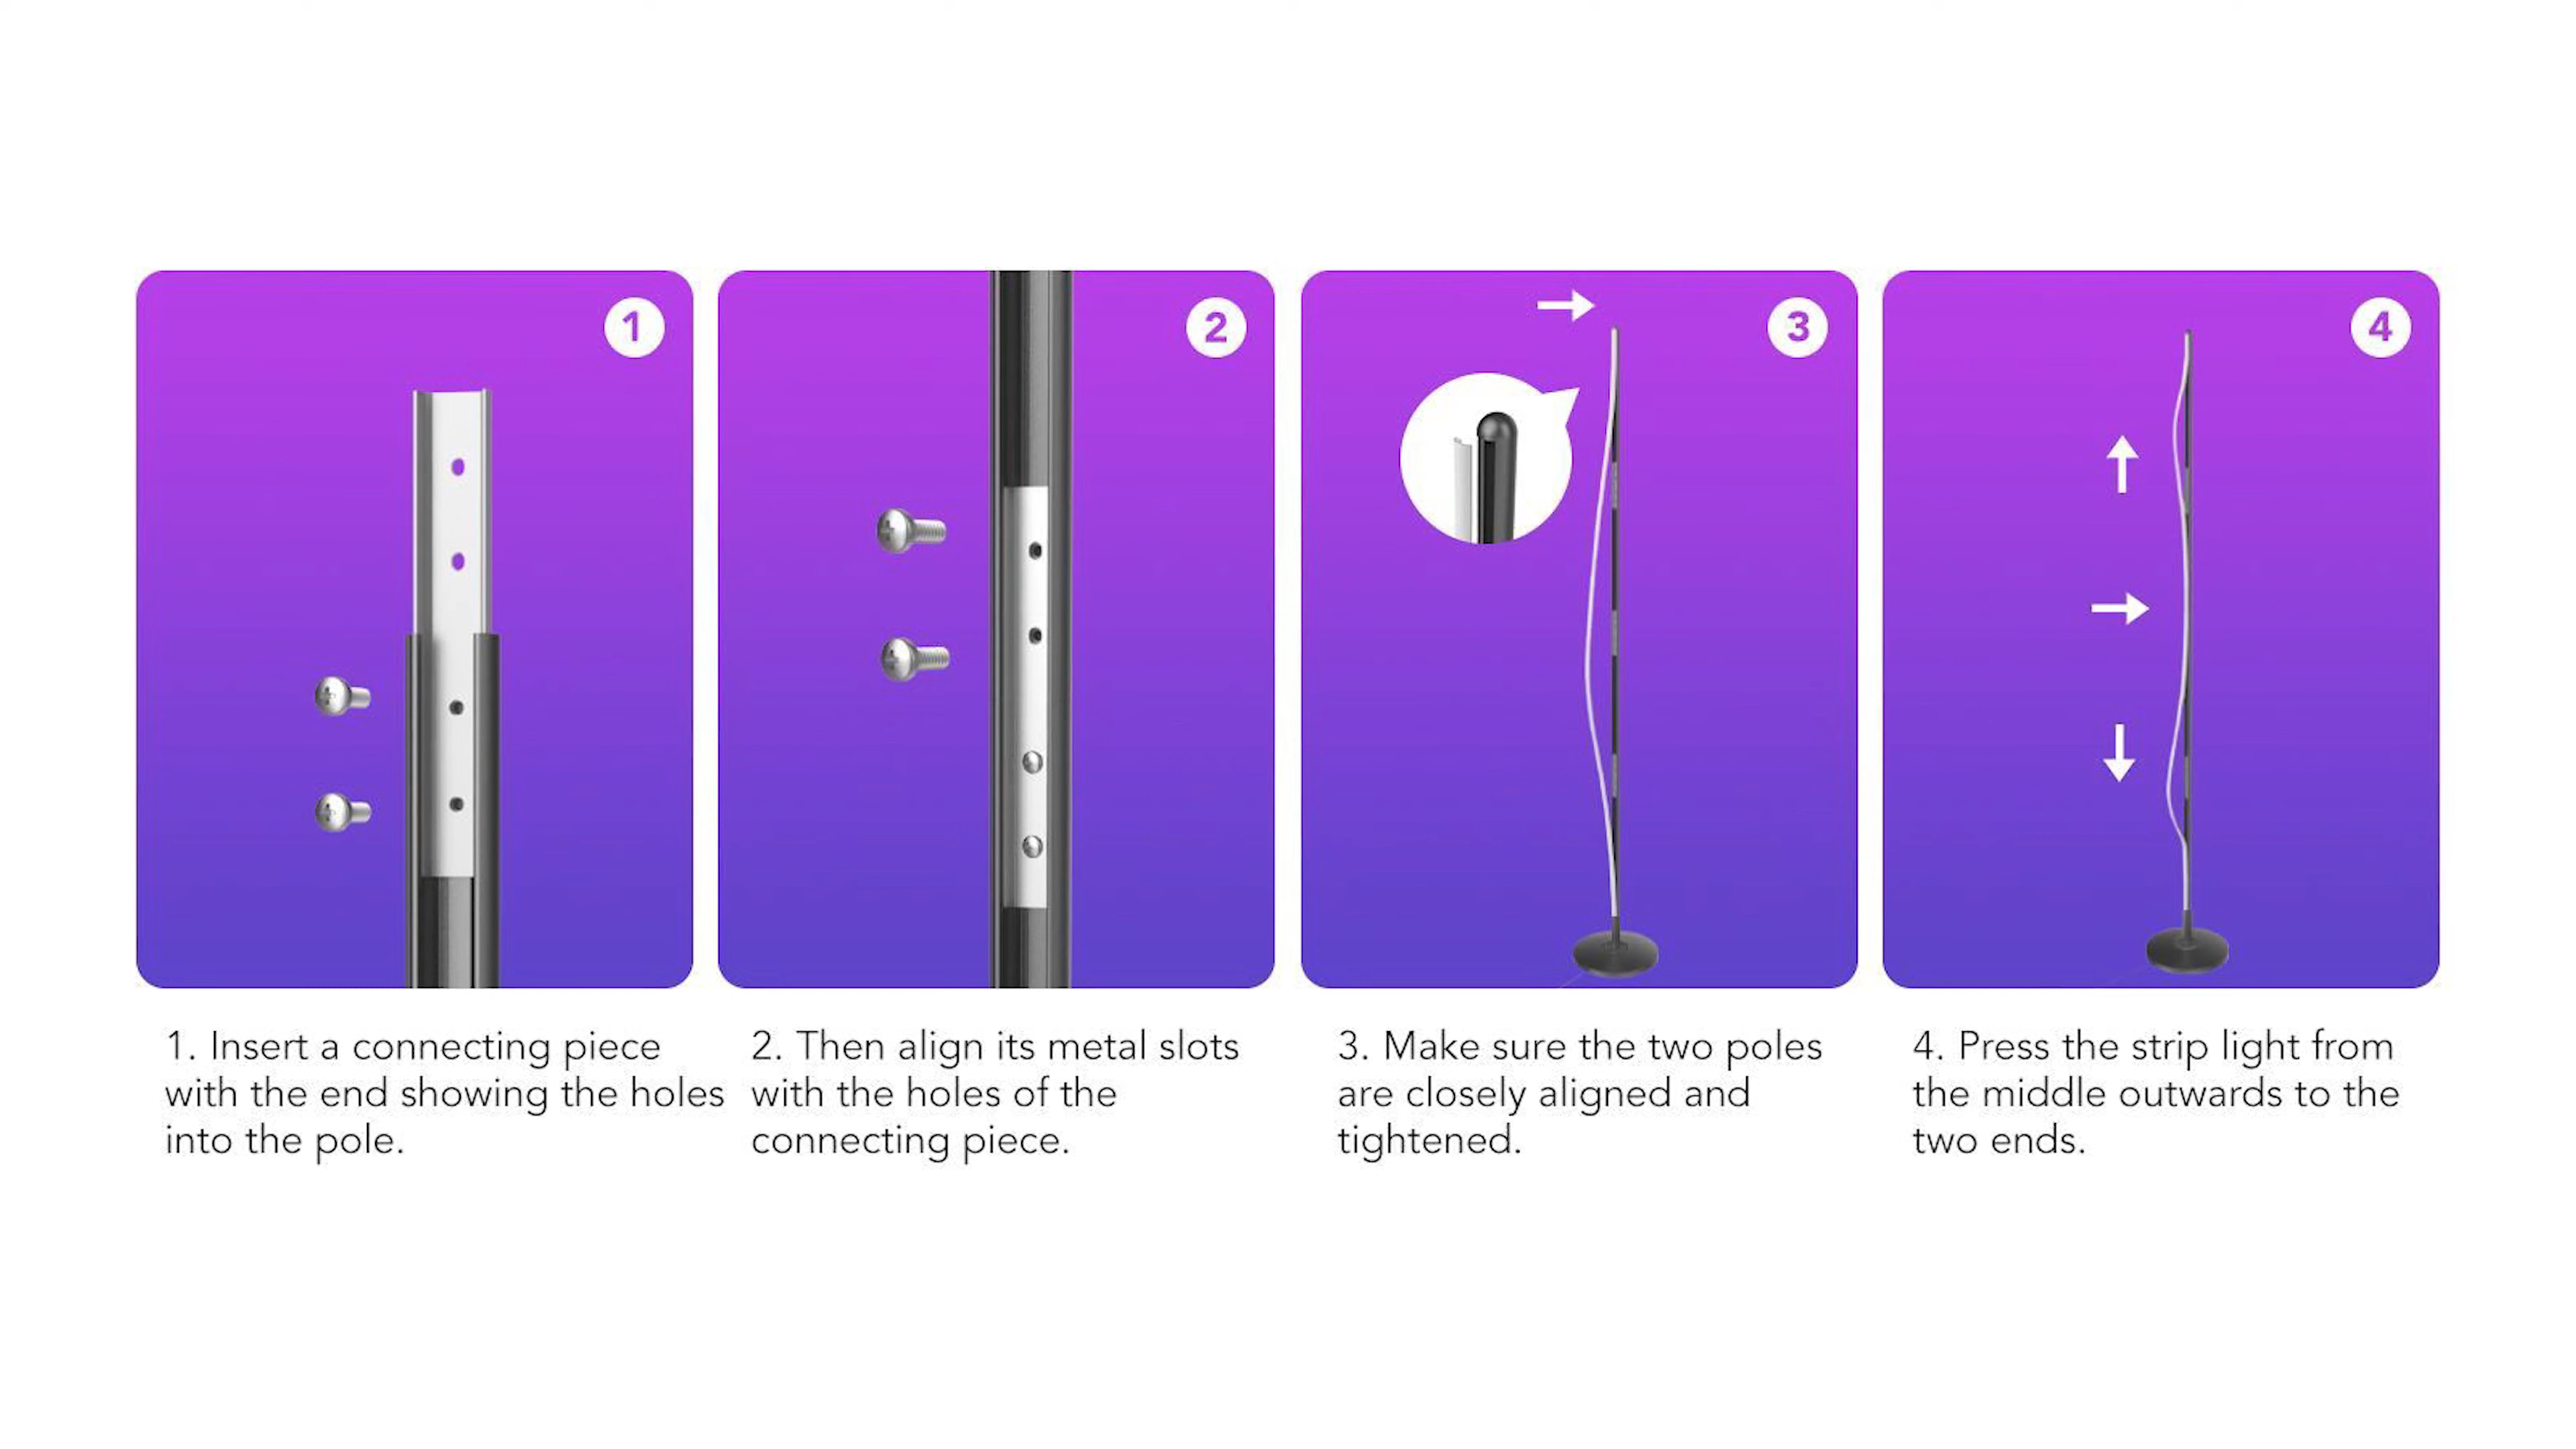 1
2
3
4
1. Insert a connecting piece
with the end showing the holes
into the pole.
2. Then align its metal slots
with the holes of the
connecting piece.
3. Make sure the two poles
are closely aligned and
tightened.
4. Press the strip light from
the middle outwards to the
two ends.